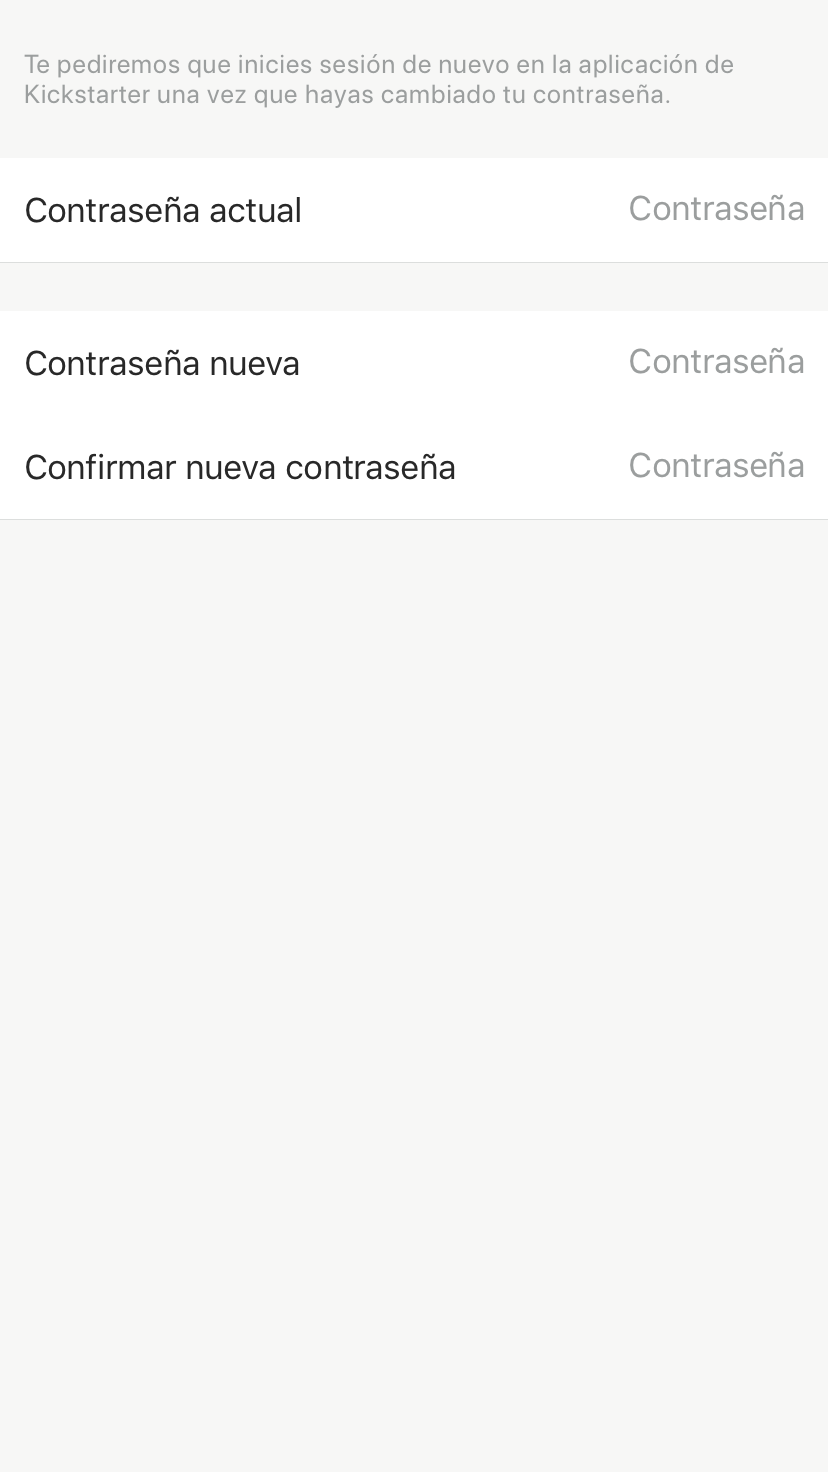 Te pediremos que inicies sesión de nuevo en la aplicación de
Kickstarter una vez que hayas cambiado tu contraseña.
Contraseña actual Contraseña
Contraseña nueva Contraseña
Confirmar nueva contraseña Contraseña